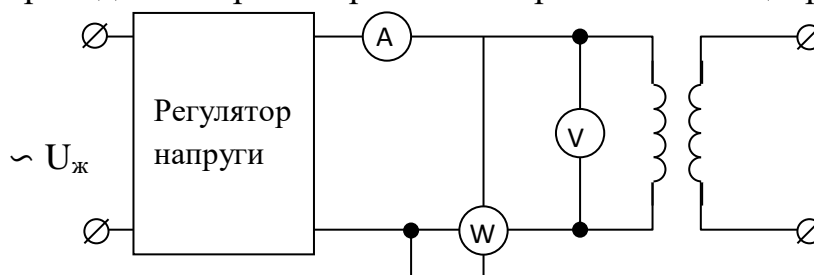 A
Регулятор
напруги
V
∽ Uж
W